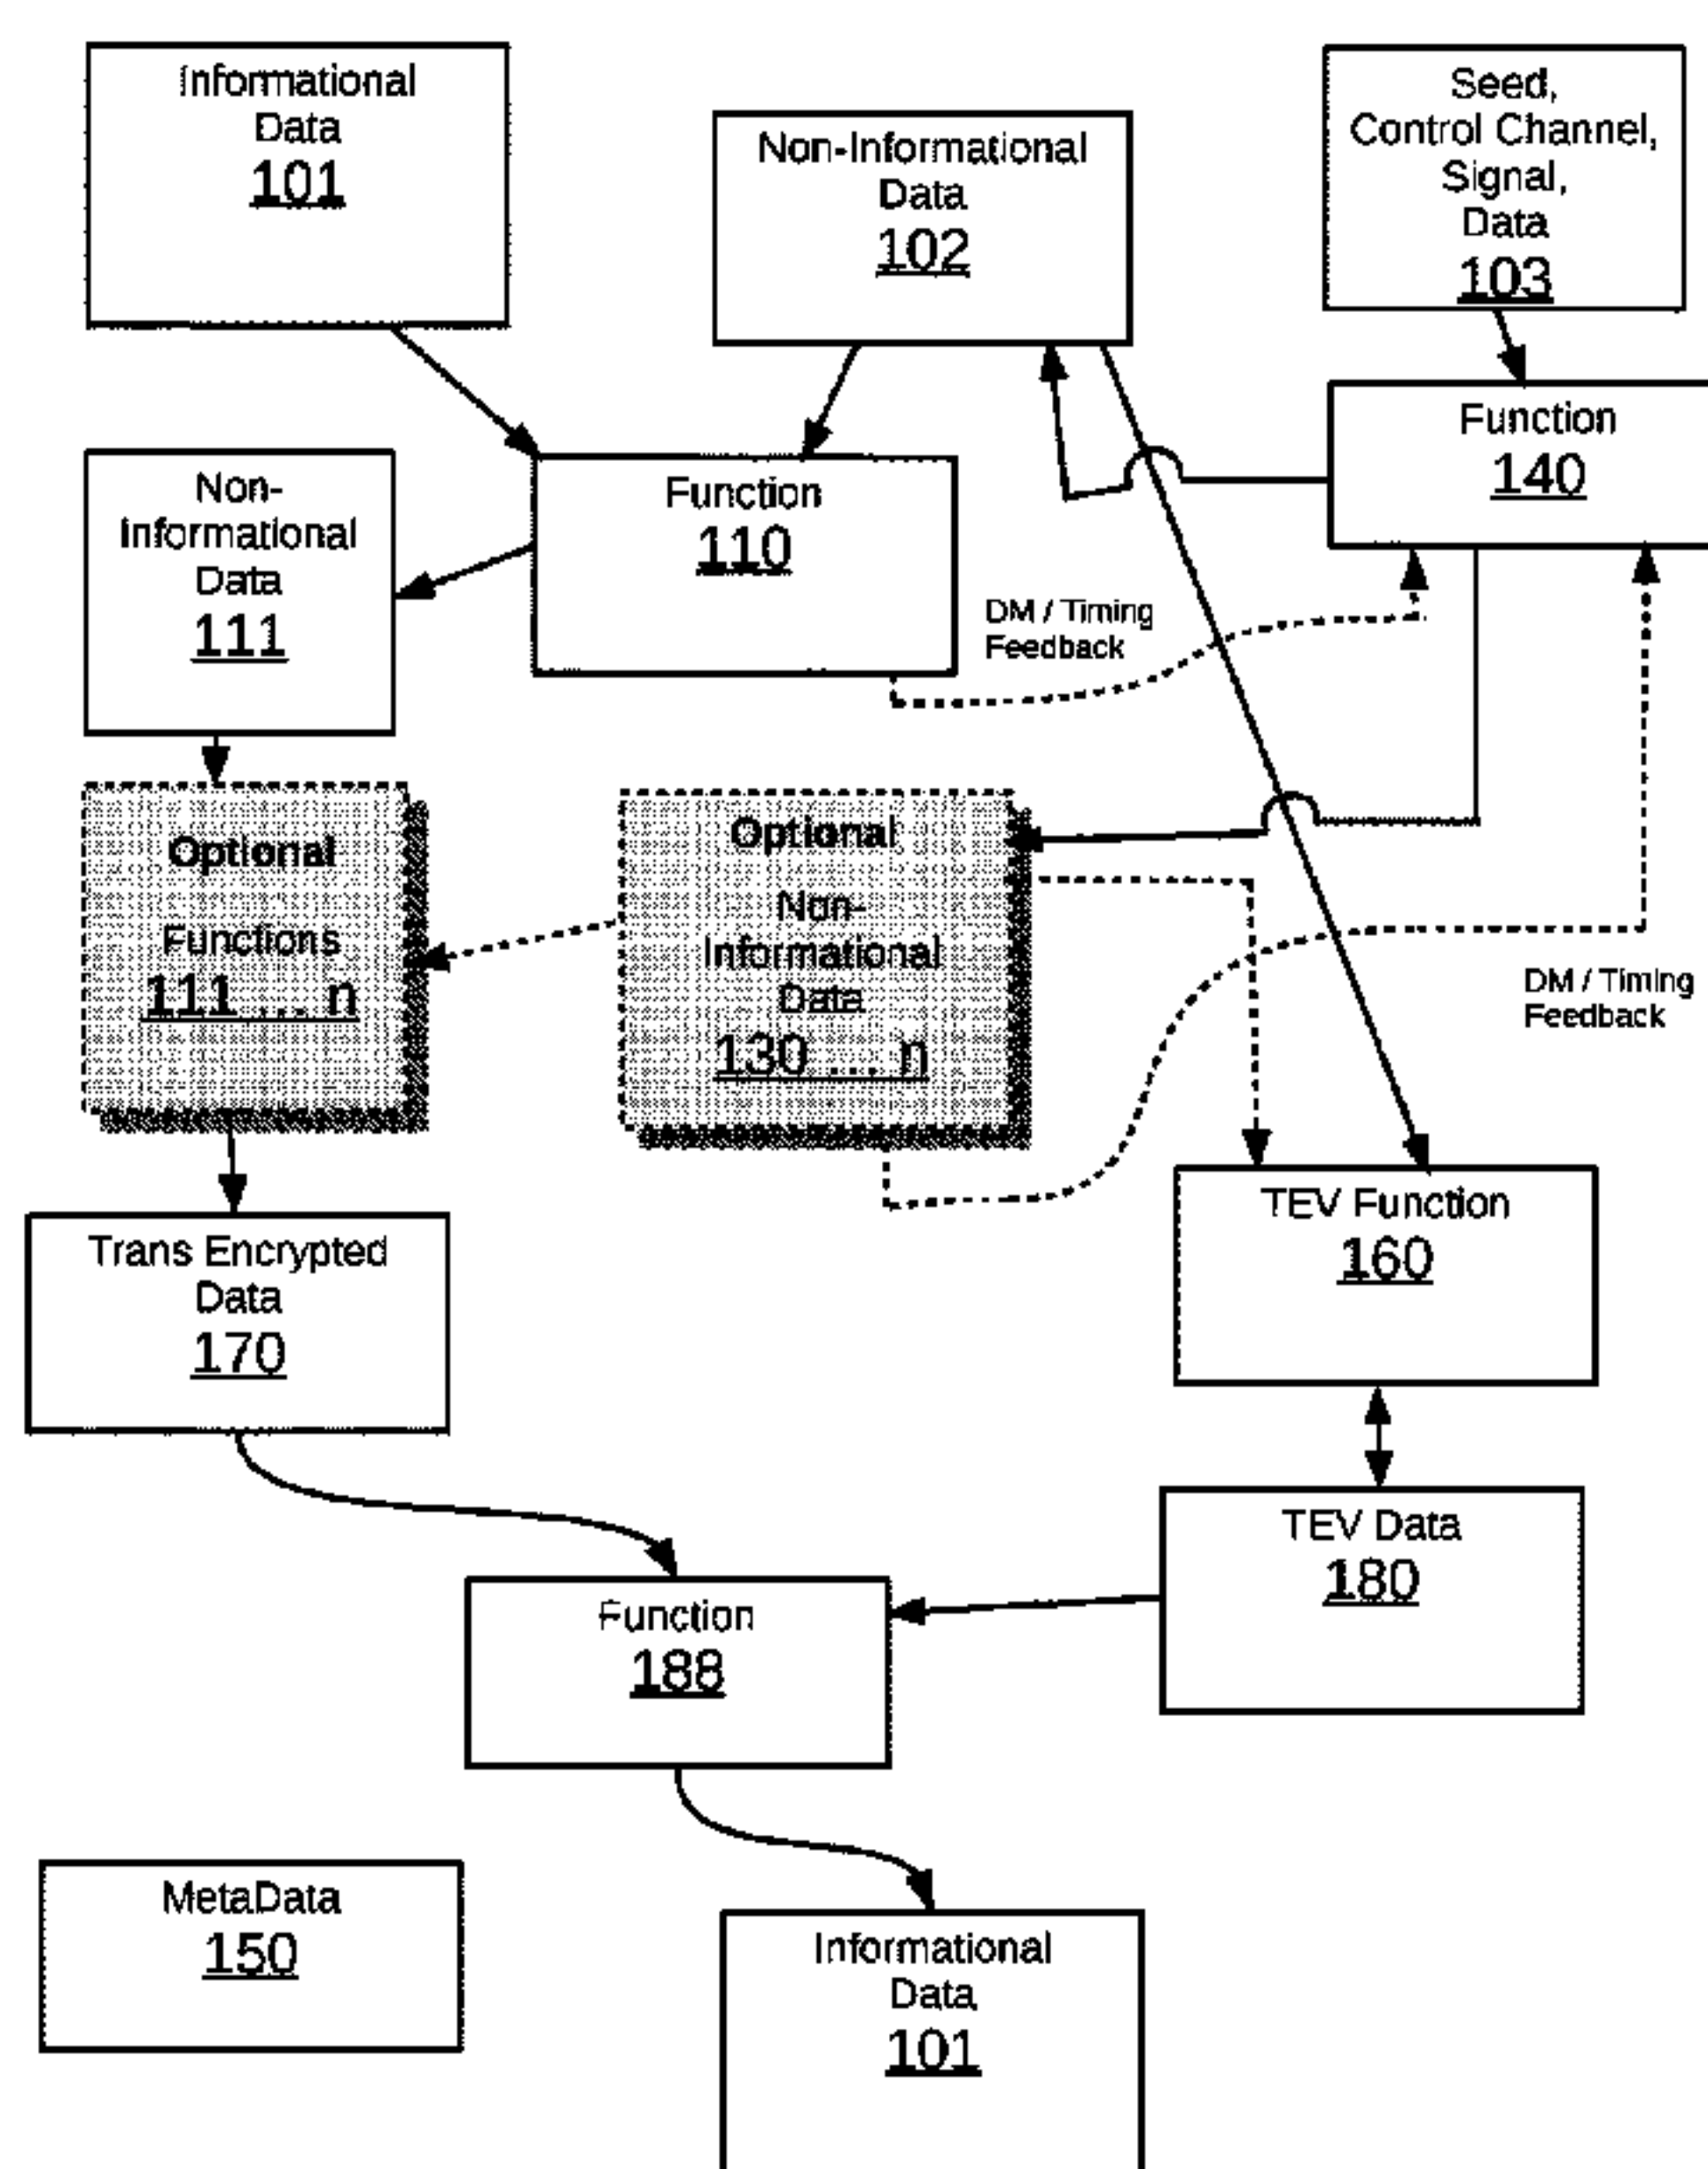 Informational
Data
101
Non-Informational
Data
102
Seed,
Control Channel,
Signal,
Data
103
Function
140
Non-
Informational
Data
111
Function
110
DM / Timing
Feedback
Optional
Functions
111 ... n
Optional
Non-
Informational
Data
130 ... n
DM / Timing
Feedback
Trans Encrypted
Data
170
TEV Function
160
TEV Data
180
Function
188
MetaData
150
Informational
Data
101